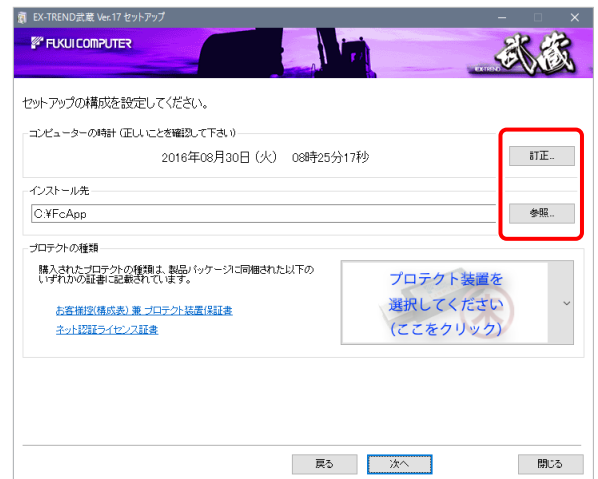 EX-TREND武蔵 Ver.17 セットアップ
FUKUI COMPUTER
EX-TREND 武蔵
セットアップの構成を設定してください。
コンピューターの時計 (正しいことを確認して下さい)
2016年08月30日 (火) 08時25分17秒
訂正...
インストール先
C:¥FcApp
参照...
プロテクトの種類
購入されたプロテクトの種類は、製品パッケージに同梱された以下の
いずれかの証書に記載されています。
プロテクト装置を
選択してください
(ここをクリック)
お客様控(構成表) 兼 プロテクト装置保証書
ネット認証ライセンス証書
戻る
次へ
閉じる